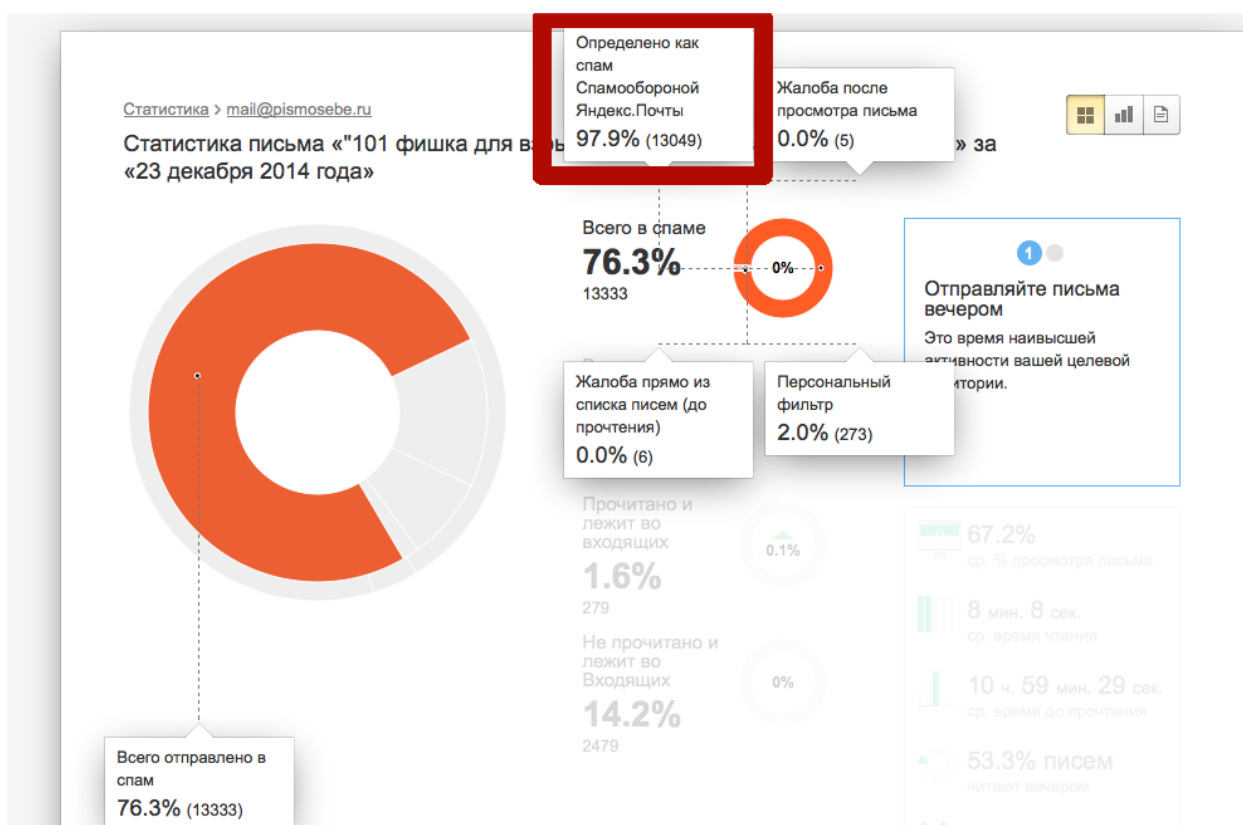 Статистика > mail@pismosebe.ru
Статистика письма «"101 фишка для взры
» за
«23 декабря 2014 года»
Определено как
спам
Спамообороной
Яндекс.Почты
97.9% (13049)
Жалоба после
просмотра письма
0.0% (5)
Всего в спаме
76.3%
13333
0%
Жалоба прямо из
списка писем (до
прочтения)
0.0% (6)
Персональный
фильтр
2.0% (273)
1
Отправляйте письма
вечером
Это время наивысшей
активности вашей целевой
Прочитано и
лежит во
входящих
1.6%
279
0.1%
Не прочитано и
лежит во
Входящих
14.2%
2479
0%
67.2%
ср. % просмотра письма
8 мин. 8 сек.
ср. время чтения
10 ч. 59 мин. 29 сек.
ср. время до прочтения
53.3% писем
читают вечером
Всего отправлено в
спам
76.3% (13333)